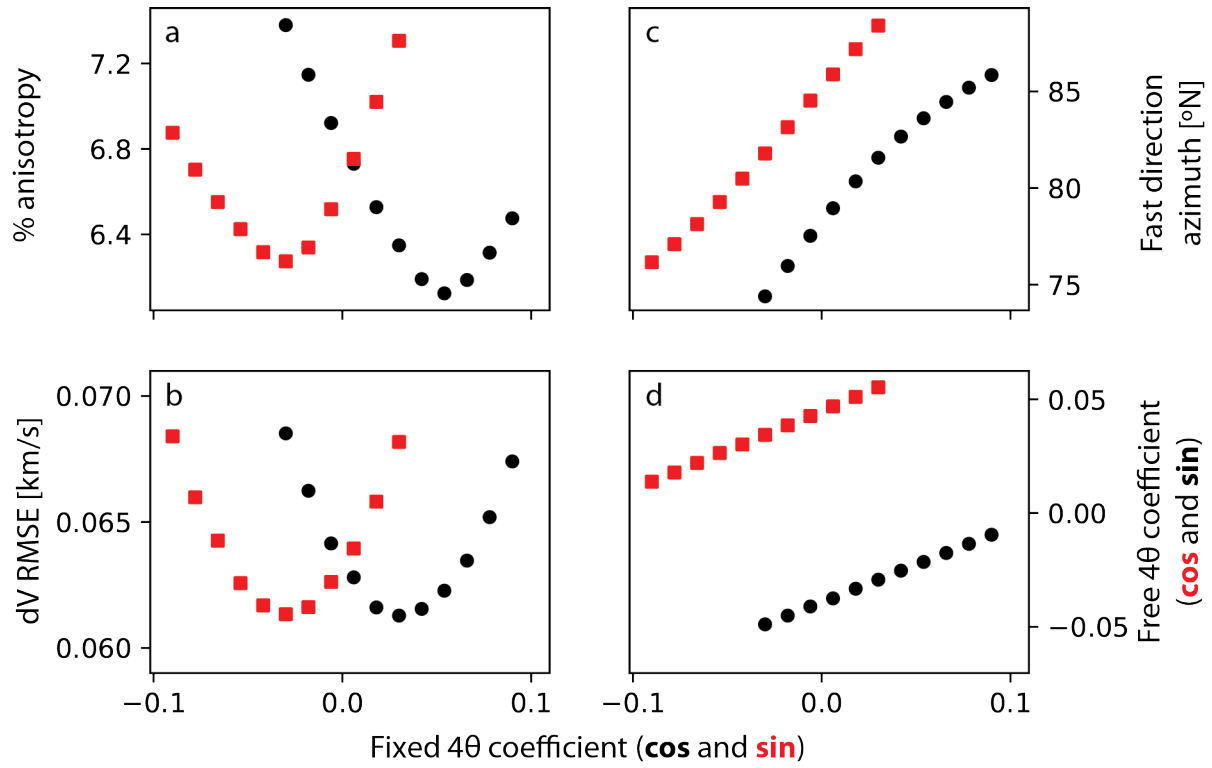 a
7.2
6.8
6.4
% anisotropy
c
85
80
75
Fast direction
azimuth [ºN]
b
0.070
0.065
0.060
dV RMSE [km/s]
−0.1
0.0
0.1
d
0.05
0.00
−0.05
Free 4θ coefficient
(cos and sin)
−0.1
0.0
0.1
Fixed 4θ coefficient (cos and sin)